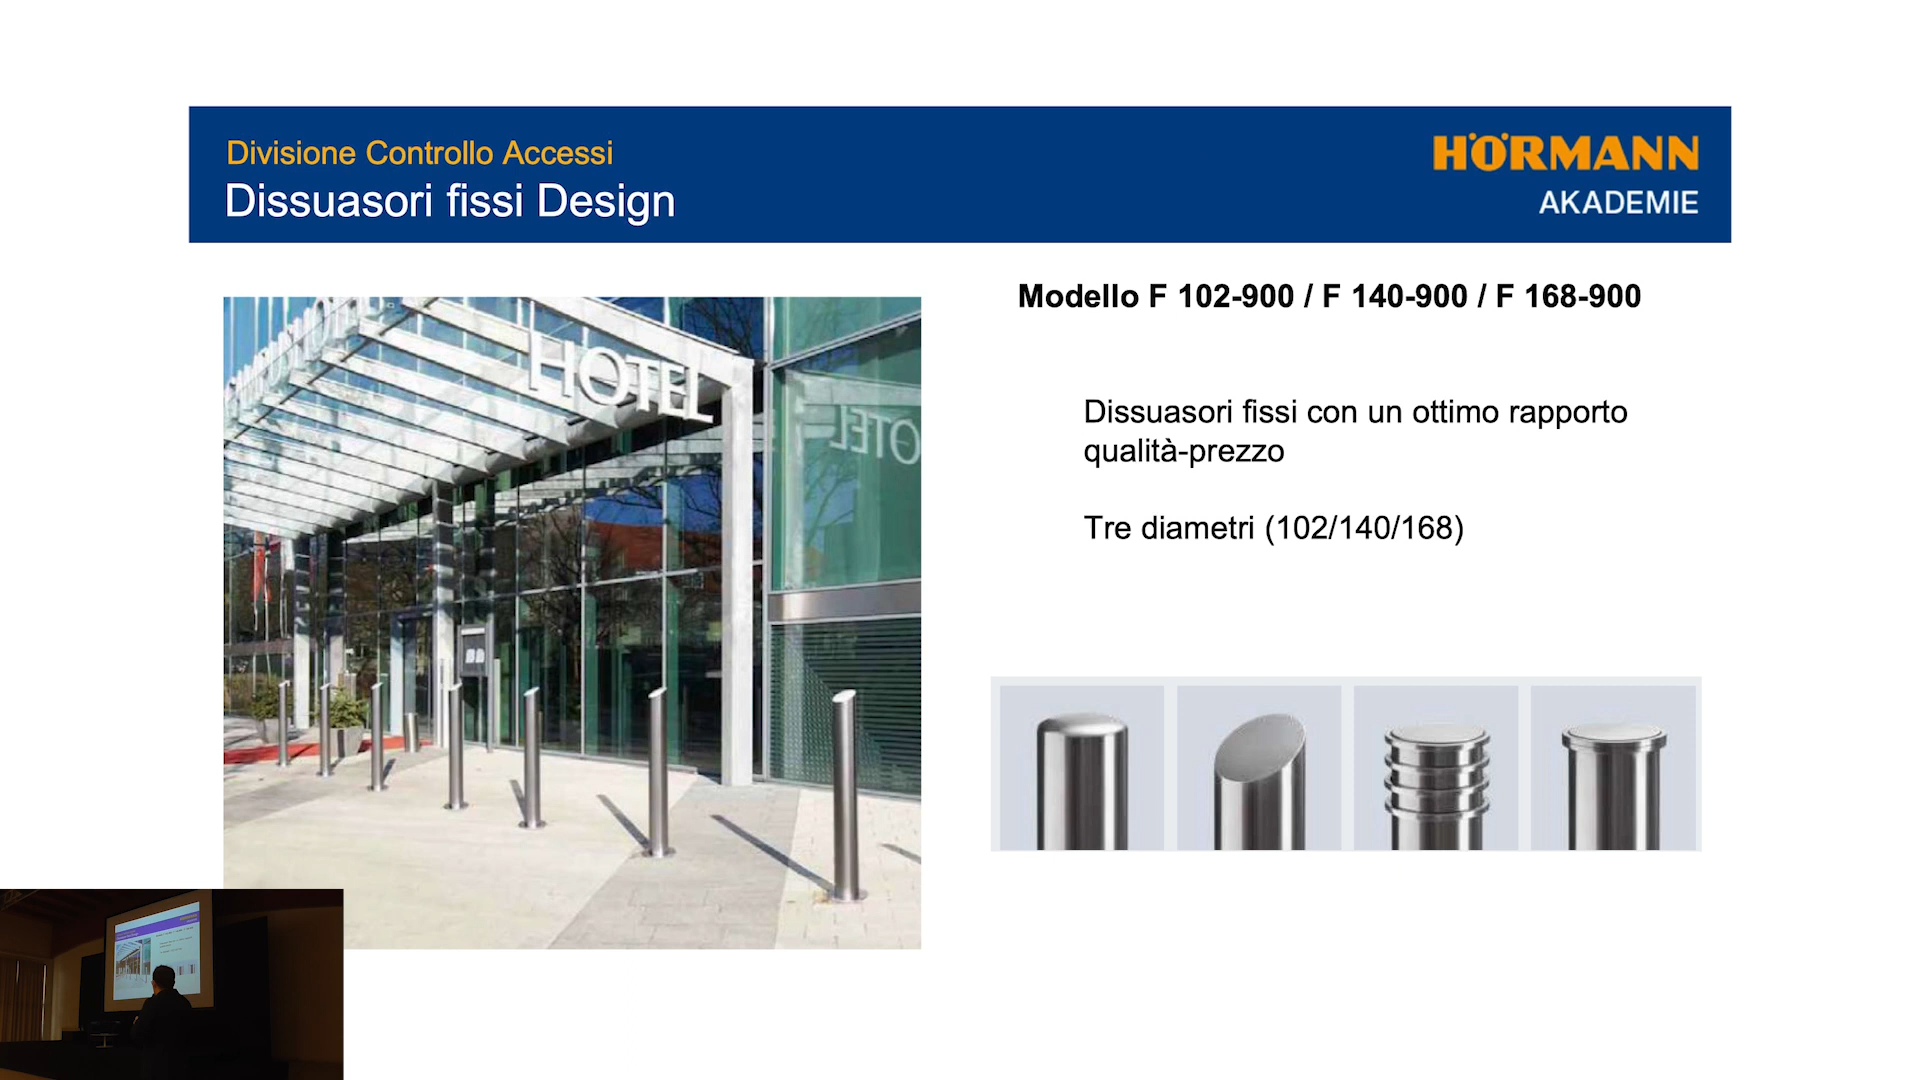 Divisione Controllo Accessi
Dissuasori fissi Design
HÖRMANN
AKADEMIE
Modello F 102-900 / F 140-900 / F 168-900
Dissuasori fissi con un ottimo rapporto
qualità-prezzo
Tre diametri (102/140/168)
HOTEL
HOTEL